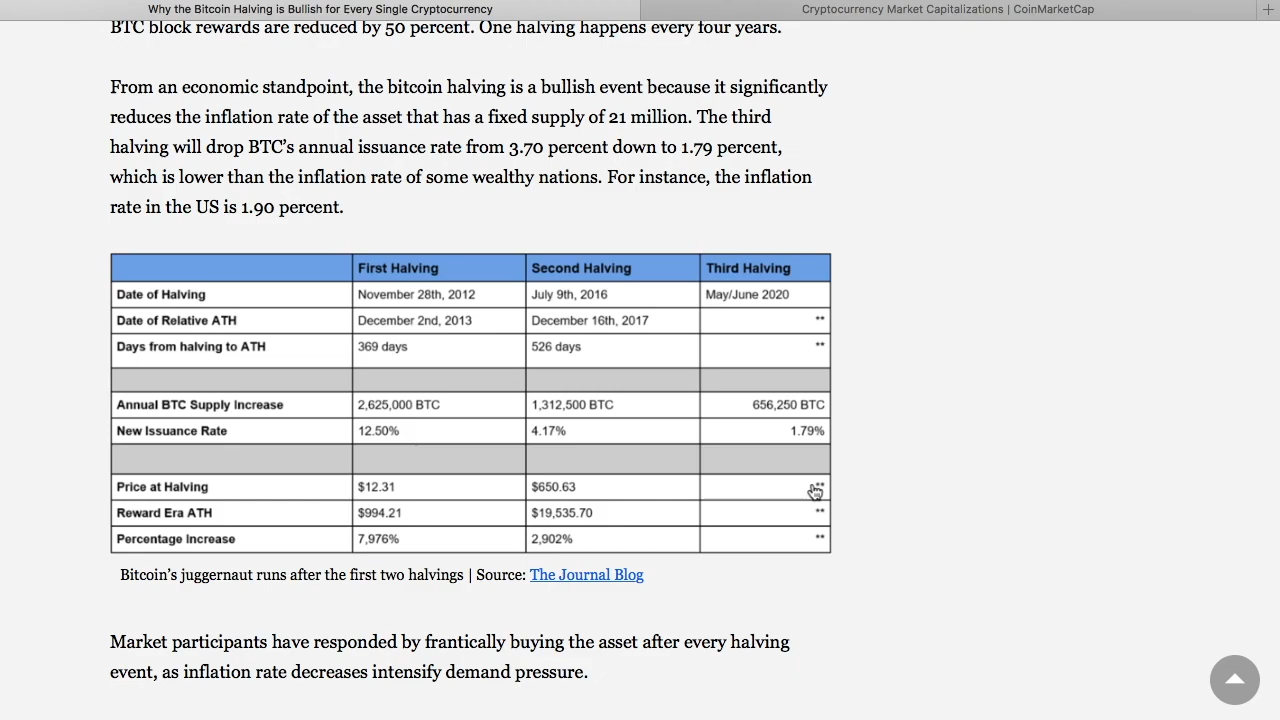 Why the Bitcoin Halving is Bullish for Every Single Cryptocurrency
Cryptocurrency Market Capitalizations | CoinMarketCap
BTC block rewards are reduced by 50 percent. One halving happens every four years.
From an economic standpoint, the bitcoin halving is a bullish event because it significantly
reduces the inflation rate of the asset that has a fixed supply of 21 million. The third
halving will drop BTC’s annual issuance rate from 3.70 percent down to 1.79 percent,
which is lower than the inflation rate of some wealthy nations. For instance, the inflation
rate in the US is 1.90 percent.
First Halving Second Halving Third Halving
Date of Halving November 28th, 2012 July 9th, 2016 May/June 2020
Date of Relative ATH December 2nd, 2013 December 16th, 2017 **
Days from halving to ATH 369 days 526 days **
Annual BTC Supply Increase 2,625,000 BTC 1,312,500 BTC 656,250 BTC
New Issuance Rate 12.50% 4.17% 1.79%
Price at Halving $12.31 $650.63 **
Reward Era ATH $994.21 $19,535.70 **
Percentage Increase 7,976% 2,902% **
Bitcoin’s juggernaut runs after the first two halvings | Source: The Journal Blog
Market participants have responded by frantically buying the asset after every halving
event, as inflation rate decreases intensify demand pressure.